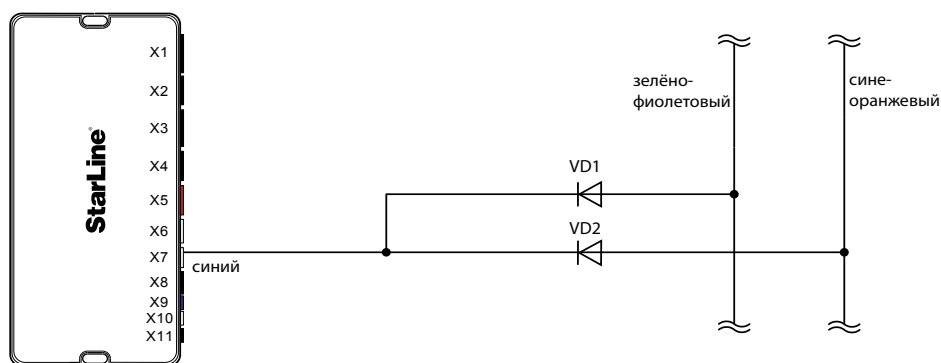 StarLine
X1
X2
X3
X4
X5
X6
X7
X8
X9
X10
X11
синий
VD1
VD2
зелёно-
фиолетовый
сине-
оранжевый